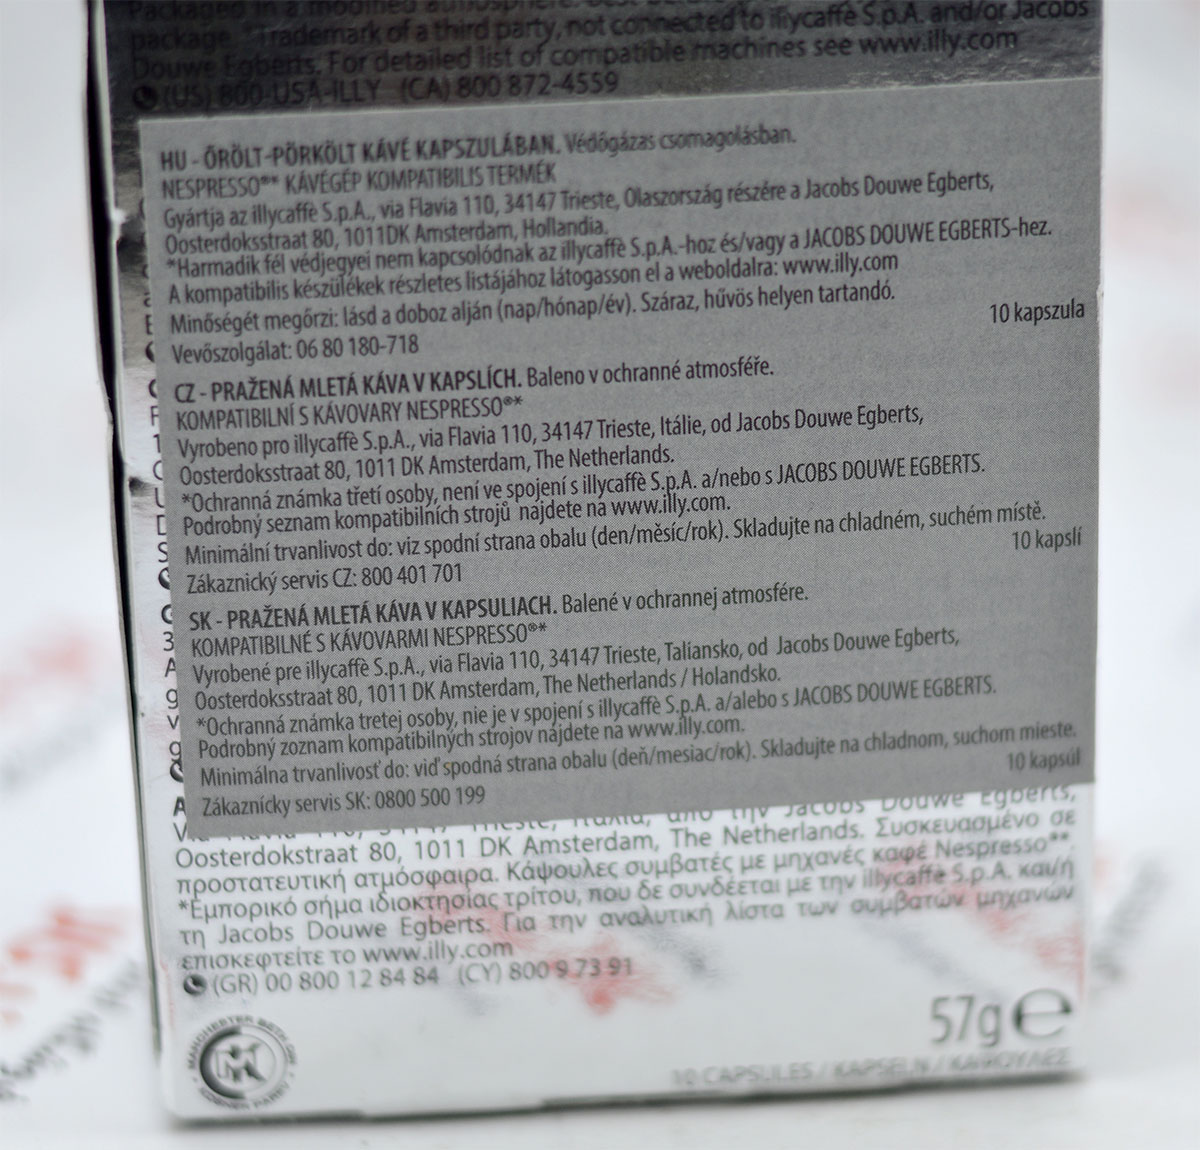 Packaged in a modified
package. *Trademark of a third party, not connected to illycaffè S.p.A. and/or Jacobs
Douwe Egberts. For detailed list of compatible machines see www.illy.com
(US) 800-USA-ILLY (CA) 800 872-4559
HU - ŐRÖLT-PÖRKÖLT KÁVÉ KAPSZULÁBAN. Védőgázas csomagolásban.
NESPRESSO®* KÁVÉGÉP KOMPATIBILIS TERMÉK
Gyártja az illycaffè S.p.A., via Flavia 110, 34147 Trieste, Olaszország részére a Jacobs Douwe Egberts,
Oosterdoksstraat 80, 1011DK Amsterdam, Hollandia.
*Harmadik fél védjegyei nem kapcsolódnak az illycaffè S.p.A.-hoz és/vagy a JACOBS DOUWE EGBERTS-hez.
A kompatibilis készülékek részletes listájához látogasson el a weboldalra: www.illy.com
Minőségét megőrzi: lásd a doboz alján (nap/hónap/év). Száraz, hűvös helyen tartandó.
10 kapszula
Vevőszolgálat: 06 80 180-718
CZ - PRAŽENÁ MLETÁ KÁVA V KAPSLÍCH. Baleno v ochranné atmosféře.
KOMPATIBILNÍ S KÁVOVARY NESPRESSO®*
Vyrobeno pro illycaffè S.p.A., via Flavia 110, 34147 Trieste, Itálie, od Jacobs Douwe Egberts,
Oosterdoksstraat 80, 1011 DK Amsterdam, The Netherlands.
*Ochranná známka třetí osoby, není ve spojení s illycaffè S.p.A. a/nebo s JACOBS DOUWE EGBERTS.
Podrobný seznam kompatibilních strojů najdete na www.illy.com.
Minimální trvanlivost do: viz spodní strana obalu (den/měsíc/rok). Skladujte na chladném, suchém místě.
10 kapslí
Zákaznický servis CZ: 800 401 701
SK - PRAŽENÁ MLETÁ KÁVA V KAPSULIACH. Balené v ochrannej atmosfére.
KOMPATIBILNÉ S KÁVOVARMI NESPRESSO®*
Vyrobené pre illycaffè S.p.A., via Flavia 110, 34147 Trieste, Taliansko, od Jacobs Douwe Egberts,
Oosterdoksstraat 80, 1011 DK Amsterdam, The Netherlands / Holandsko.
*Ochranná známka tretej osoby, nie je v spojení s illycaffè S.p.A. a/alebo s JACOBS DOUWE EGBERTS.
Podrobný zoznam kompatibilných strojov nájdete na www.illy.com.
Minimálna trvanlivosť do: viď spodná strana obalu (deň/mesiac/rok). Skladujte na chladnom, suchom mieste.
10 kapsúl
Zákaznícky servis SK: 0800 500 199
Jacobs Douwe Egberts,
Oosterdokstraat 80, 1011 DK Amsterdam, The Netherlands. Συσκευασμένο σε
προστατευτική ατμόσφαιρα. Κάψουλες συμβατές με μηχανές καφέ Nespresso**
*Εμπορικό σήμα ιδιοκτησίας τρίτου, που δε συνδέεται με την illycaffè S.p.A. και/ή
τη Jacobs Douwe Egberts. Για την αναλυτική λίστα των συμβατών μηχανών
επισκεφτείτε το www.illy.com
(GR) 00 800 12 84 84 (CY) 800 9 73 91
57g e
MANCHESTER BETH DIN
10 CAPSULES / KAPSELN / ΚΑΨΟΥΛΕΣ